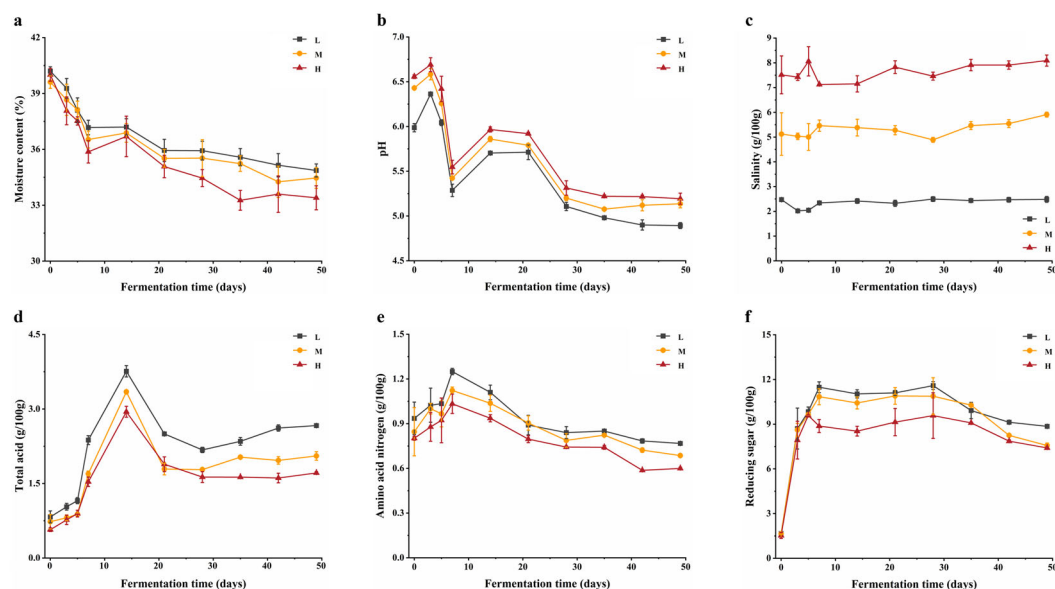 a
42
39
36
33
30
Moisture content (%)
0
10
20
30
40
50
Fermentation time (days)
L
M
H
b
7.0
6.5
6.0
5.5
5.0
4.5
pH
0
10
20
30
40
50
Fermentation time (days)
L
M
H
c
10
9
8
7
6
5
4
3
2
1
0
Salinity (g/100g)
0
10
20
30
40
50
Fermentation time (days)
L
M
H
d
4.5
3.0
1.5
0.0
Total acid (g/100g)
0
10
20
30
40
50
Fermentation time (days)
L
M
H
e
1.5
1.2
0.9
0.6
0.3
0.0
Amino acid nitrogen (g/100g)
0
10
20
30
40
50
Fermentation time (days)
L
M
H
f
15
12
9
6
3
0
Reducing sugar (g/100g)
0
10
20
30
40
50
Fermentation time (days)
L
M
H